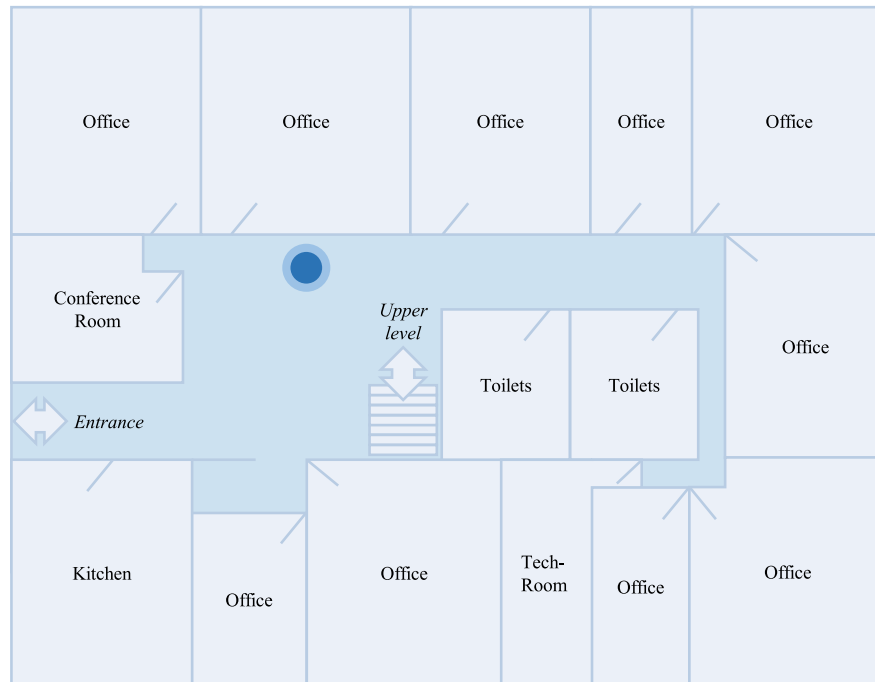 Office
Office
Office
Office
Office
Conference
Room
Upper
level
Office
Toilets
Toilets
Entrance
Kitchen
Office
Office
Tech-
Room
Office
Office